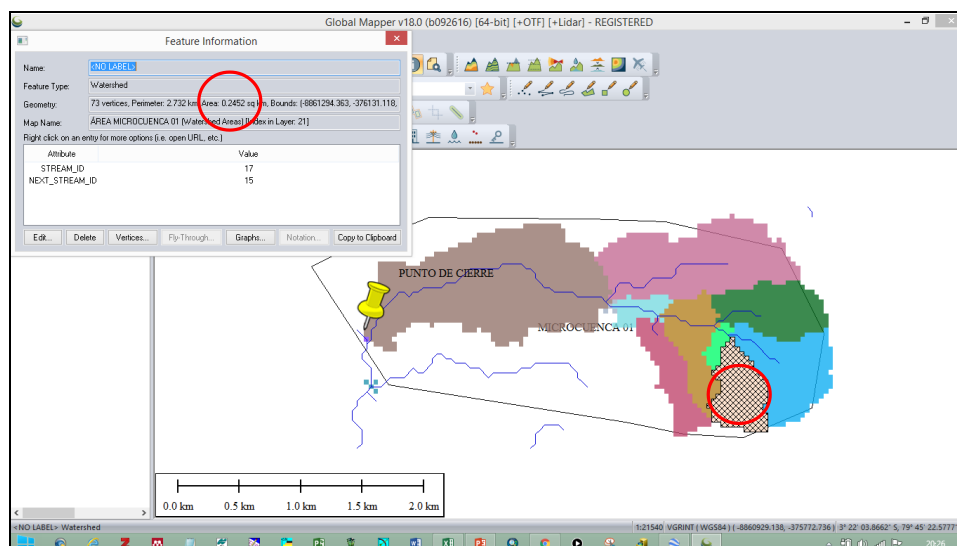 Global Mapper v18.0 (b092616) [64-bit] [+OTF] [+Lidar] - REGISTERED
Feature Information
Name: <NO LABEL>
Feature Type: Watershed
Geometry: 73 vertices, Perimeter: 2.732 km, Area: 0.2452 sq km, Bounds: (-8861294.363, -376131.118,
Map Name: ÁREA MICROCUENCA 01 (Watershed Areas) [Index in Layer: 21]
Right click on an entry for more options (i.e. open URL, etc.)
Attribute Value
STREAM_ID 17
NEXT_STREAM_ID 15
Edit... Delete Vertices... Fly-Through... Graphs... Notation... Copy to Clipboard
PUNTO DE CIERRE
MICROCUENCA 01
0.0 km 0.5 km 1.0 km 1.5 km 2.0 km
<NO LABEL> Watershed
1:21540 VGRINT ( WGS84 ) ( -8860929.138, -375772.736 ) 3° 22' 03.8662" S, 79° 45' 22.5777"
20:26